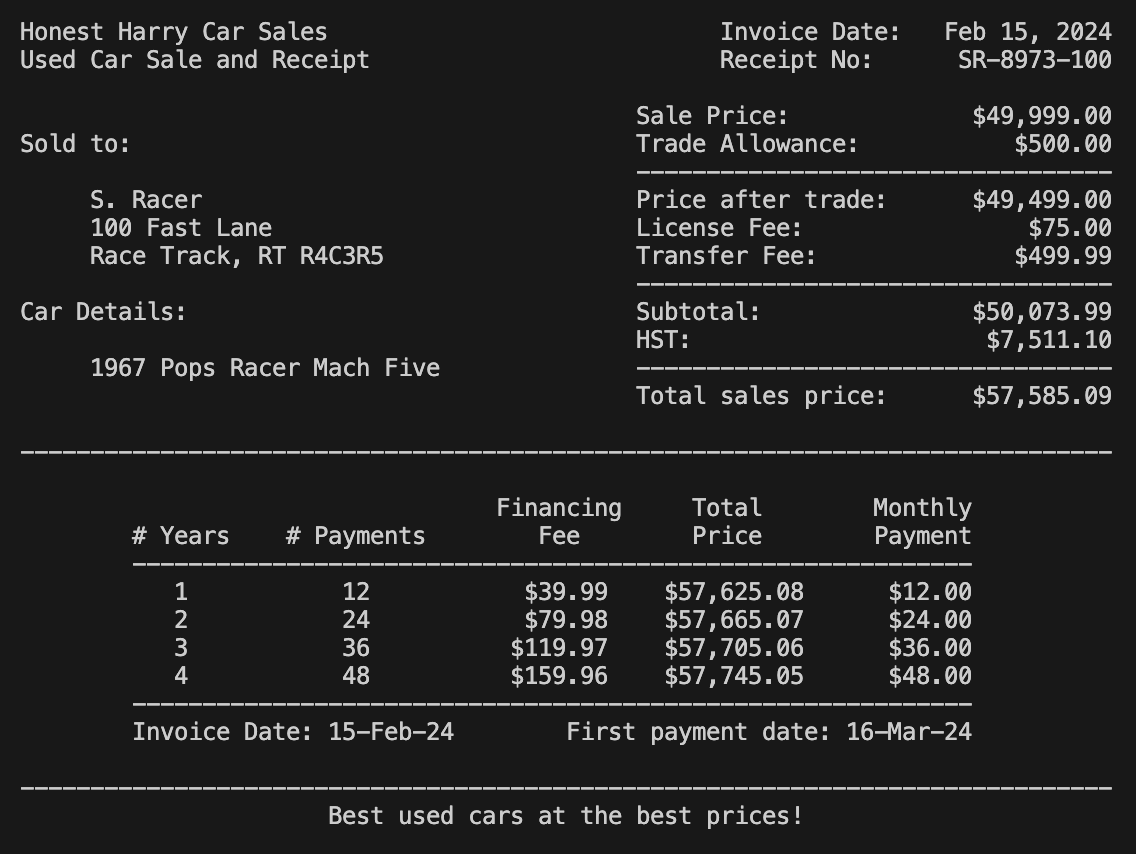 Honest Harry Car Sales Invoice Date: Feb 15, 2024
Used Car Sale and Receipt Receipt No: SR-8973-100
Sale Price: $49,999.00
Sold to: Trade Allowance: $500.00
S. Racer Price after trade: $49,499.00
100 Fast Lane License Fee: $75.00
Race Track, RT R4C3R5 Transfer Fee: $499.99
Car Details: Subtotal: $50,073.99
HST: $7,511.10
1967 Pops Racer Mach Five
Total sales price: $57,585.09
Financing Total Monthly
# Years # Payments Fee Price Payment
1 12 $39.99 $57,625.08 $12.00
2 24 $79.98 $57,665.07 $24.00
3 36 $119.97 $57,705.06 $36.00
4 48 $159.96 $57,745.05 $48.00
Invoice Date: 15-Feb-24 First payment date: 16-Mar-24
Best used cars at the best prices!